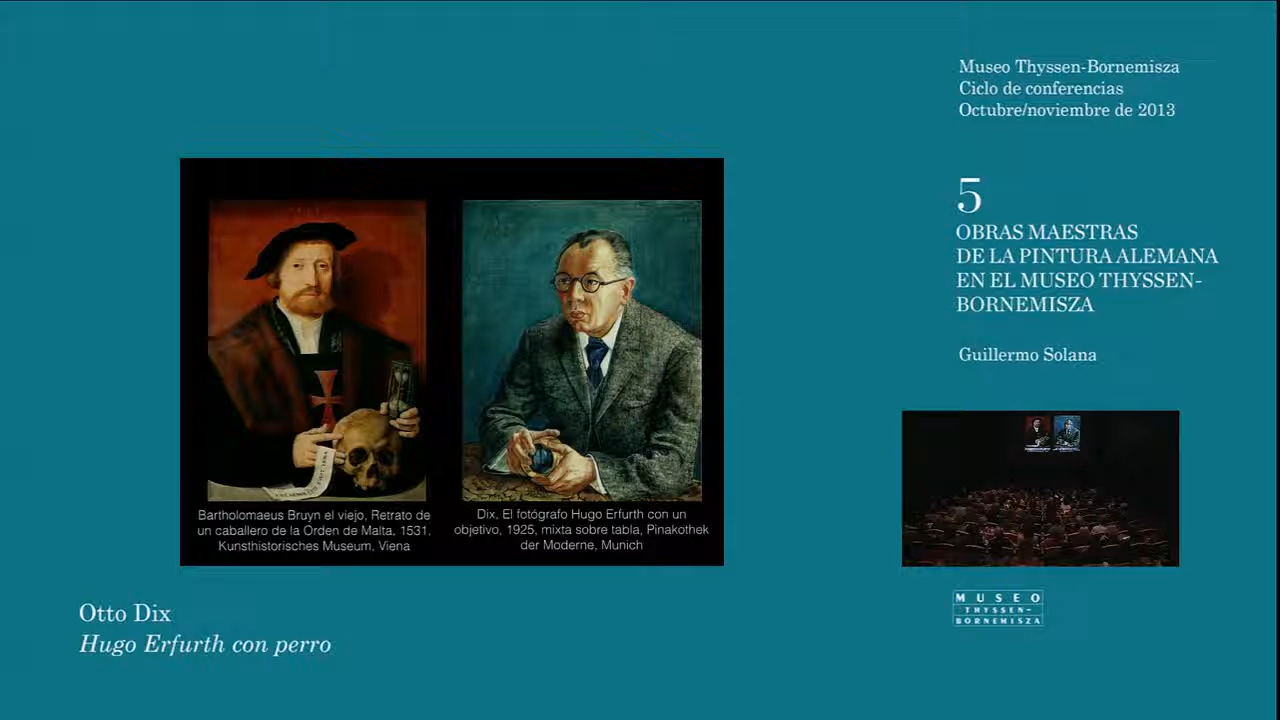 Museo Thyssen-Bornemisza
Ciclo de conferencias
Octubre/noviembre de 2013
5
OBRAS MAESTRAS
DE LA PINTURA ALEMANA
EN EL MUSEO THYSSEN-
BORNEMISZA
Guillermo Solana
Bartholomaeus Bruyn el viejo, Retrato de
un caballero de la Orden de Malta, 1531,
Kunsthistorisches Museum, Viena
Dix, El fotógrafo Hugo Erfurth con un
objetivo, 1925, mixta sobre tabla, Pinakothek
der Moderne, Munich
MUSEO
THYSSEN-
BORNEMISZA
Otto Dix
Hugo Erfurth con perro